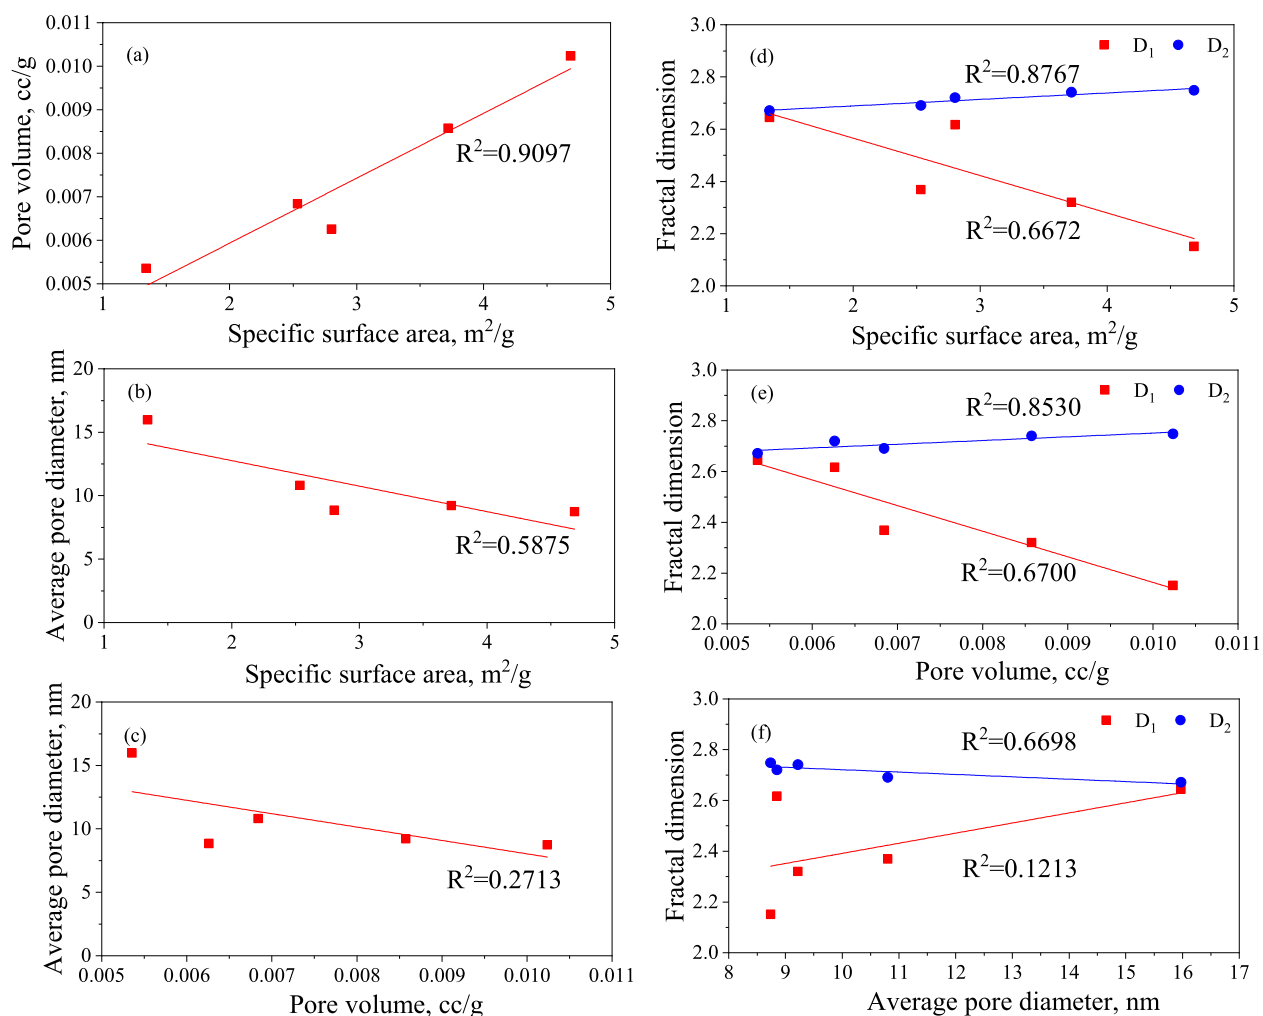 (a)
Pore volume, cc/g
0.011
0.010
0.009
0.008
0.007
0.006
0.005
R²=0.9097
1 2 3 4 5
Specific surface area, m²/g
(b)
Average pore diameter, nm
20
15
10
5
0
R²=0.5875
1 2 3 4 5
Specific surface area, m²/g
(c)
Average pore diameter, nm
20
15
10
5
0
R²=0.2713
0.005 0.006 0.007 0.008 0.009 0.010 0.011
Pore volume, cc/g
(d)
Fractal dimension
3.0
2.8
2.6
2.4
2.2
2.0
D₁ D₂
R²=0.8767
R²=0.6672
1 2 3 4 5
Specific surface area, m²/g
(e)
Fractal dimension
3.0
2.8
2.6
2.4
2.2
2.0
D₁ D₂
R²=0.8530
R²=0.6700
0.005 0.006 0.007 0.008 0.009 0.010 0.011
Pore volume, cc/g
(f)
Fractal dimension
3.0
2.8
2.6
2.4
2.2
2.0
D₁ D₂
R²=0.6698
R²=0.1213
8 9 10 11 12 13 14 15 16 17
Average pore diameter, nm